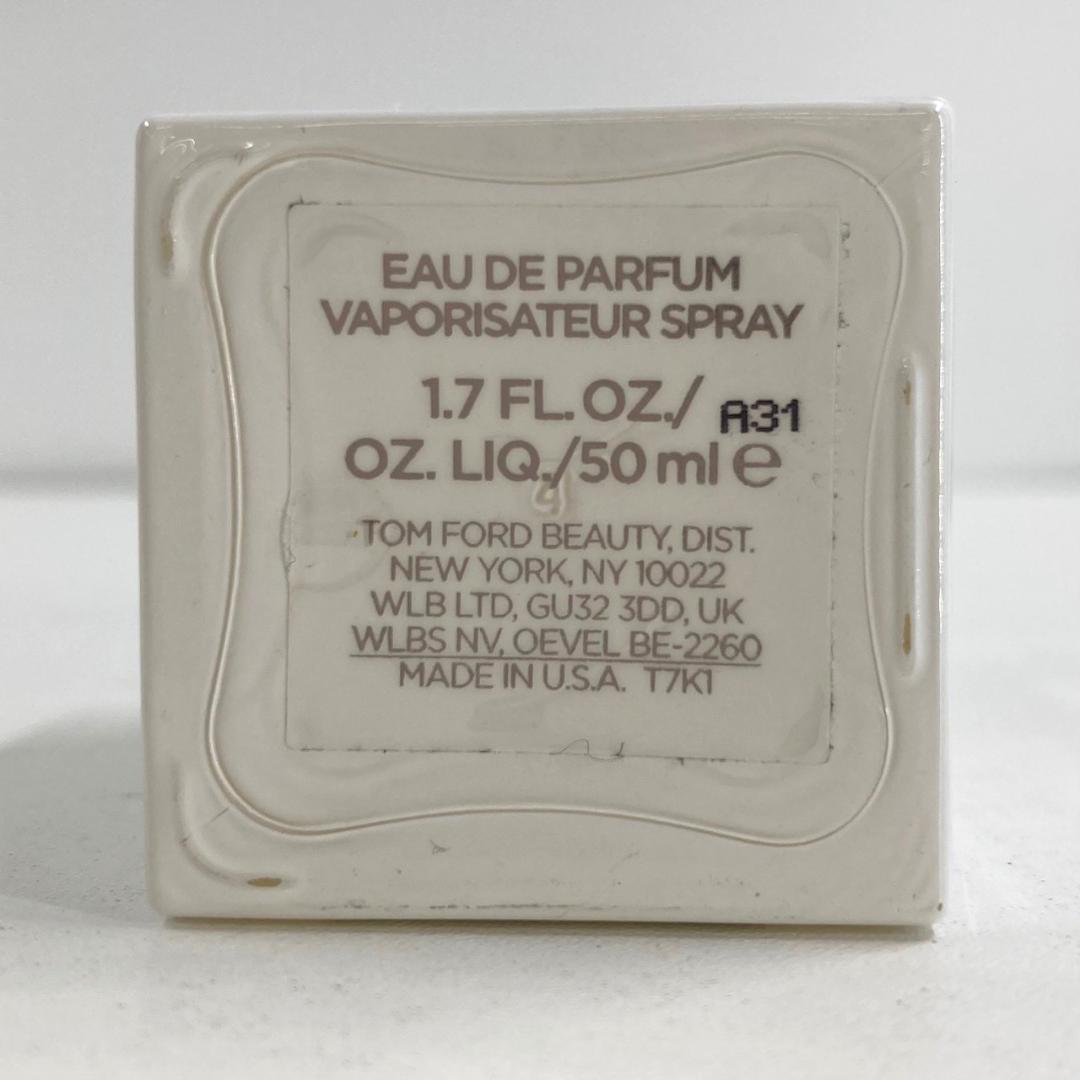 EAU DE PARFUM
VAPORISATEUR SPRAY
1.7 FL. OZ./
A31
OZ. LIQ./50 ml e
4
TOM FORD BEAUTY, DIST.
NEW YORK, NY 10022
WLB LTD, GU32 3DD, UK
WLBS NV, OEVEL BE-2260
MADE IN U.S.A. T7K1